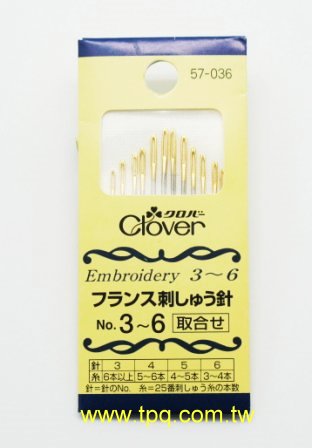 57-036
クロバー
Clover
Embroidery 3～6
フランス刺しゅう針
No.3～6 取合せ
針 3 4 5 6
糸 6本以上 5～6本 4～5本 3～4本
針=針のNo. 糸=25番刺しゅう糸の本数
www.tpq.com.tw